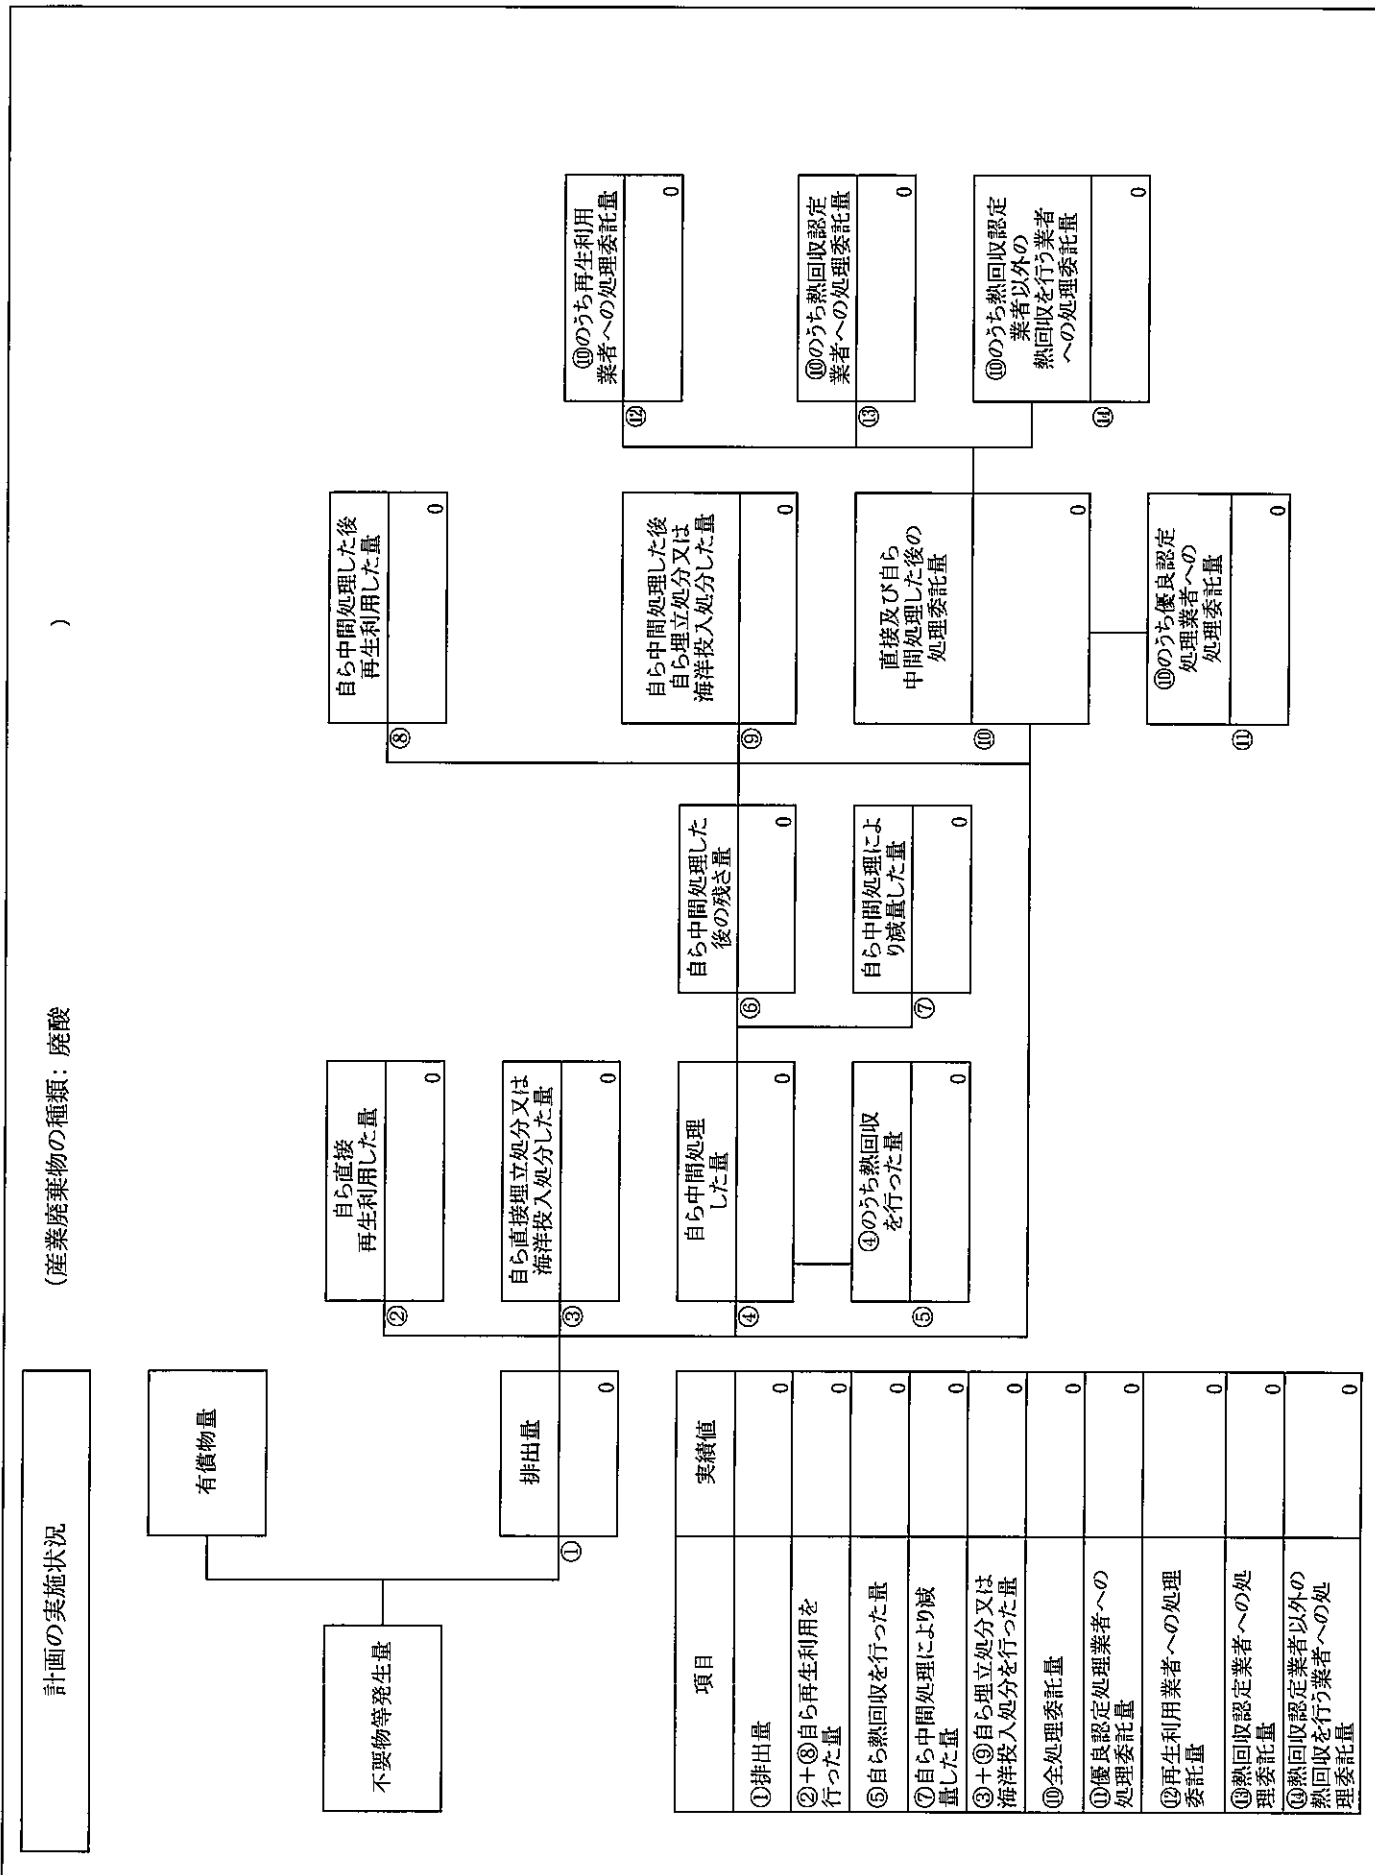 計画の実施状況
(産業廃棄物の種類: 廃酸 )
不要物等発生量
有償物量
①
排出量
0
②
自ら直接
再生利用した量
0
③
自ら直接埋立処分又は
海洋投入処分した量
0
④
自ら中間処理
した量
0
⑤
④のうち熱回収
を行った量
0
⑥
自ら中間処理した
後の残さ量
0
⑦
自ら中間処理によ
り減量した量
0
⑧
自ら中間処理した後
再生利用した量
0
⑨
自ら中間処理した後
自ら埋立処分又は
海洋投入処分した量
0
⑩
直接及び自ら
中間処理した後の
処理委託量
0
⑪
⑩のうち優良認定
処理業者への
処理委託量
0
⑫
⑩のうち再生利用
業者への処理委託量
0
⑬
⑩のうち熱回収認定
業者への処理委託量
0
⑭
⑩のうち熱回収認定
業者以外の
熱回収を行う業者
への処理委託量
0
項目 実績値
①排出量 0
②+⑧自ら再生利用を
行った量 0
⑤自ら熱回収を行った量 0
⑦自ら中間処理により減
量した量 0
③+⑨自ら埋立処分又は
海洋投入処分を行った量 0
⑩全処理委託量 0
⑪優良認定処理業者への
処理委託量 0
⑫再生利用業者への処理
委託量 0
⑬熱回収認定業者への処
理委託量 0
⑭熱回収認定業者以外の
熱回収を行う業者への処
理委託量 0